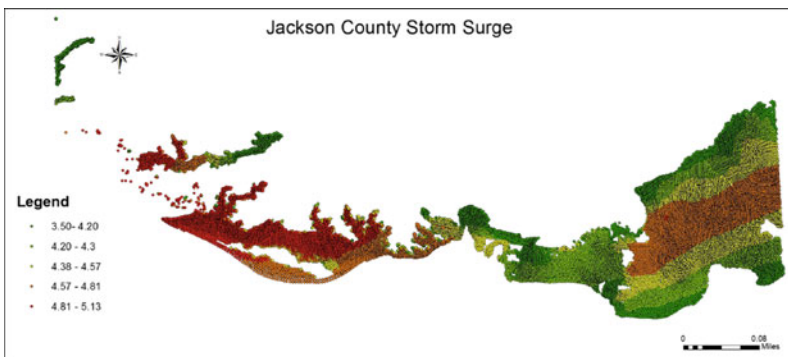 Jackson County Storm Surge
Legend
3.50- 4.20
4.20 - 4.3
4.38 - 4.57
4.57 - 4.81
4.81 - 5.13
0 0.08
Miles